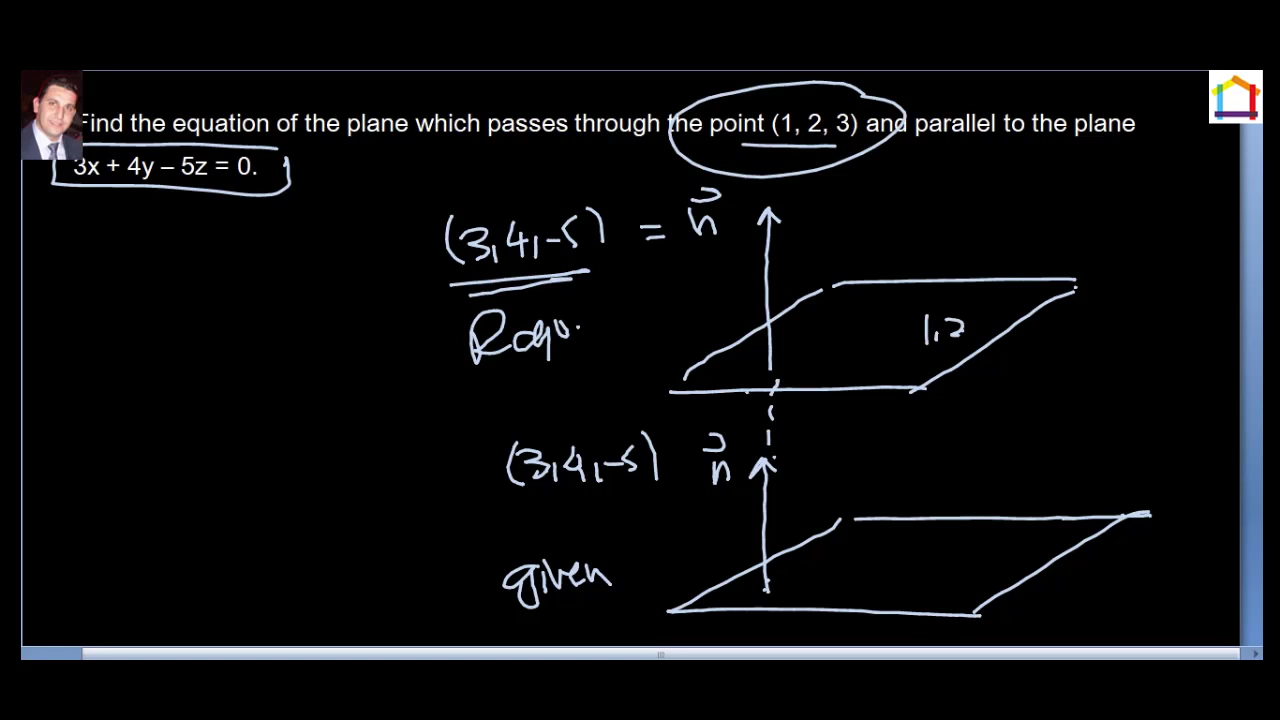 Find the equation of the plane which passes through the point (1, 2, 3) and parallel to the plane
3x + 4y – 5z = 0.
(3,4,-5) = n
Requ.
1,2
(3,4,-5) n
given